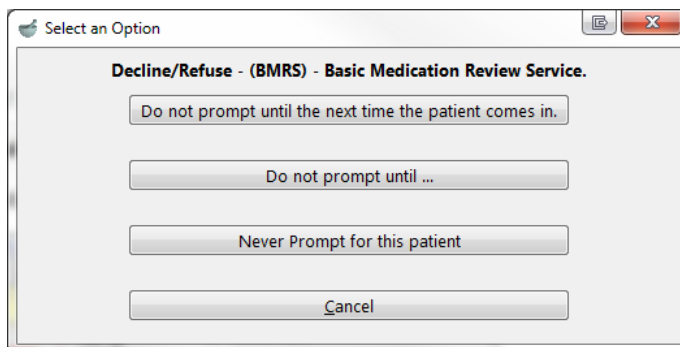 Select an Option
Decline/Refuse - (BMRS) - Basic Medication Review Service.
Do not prompt until the next time the patient comes in.
Do not prompt until ...
Never Prompt for this patient
Cancel